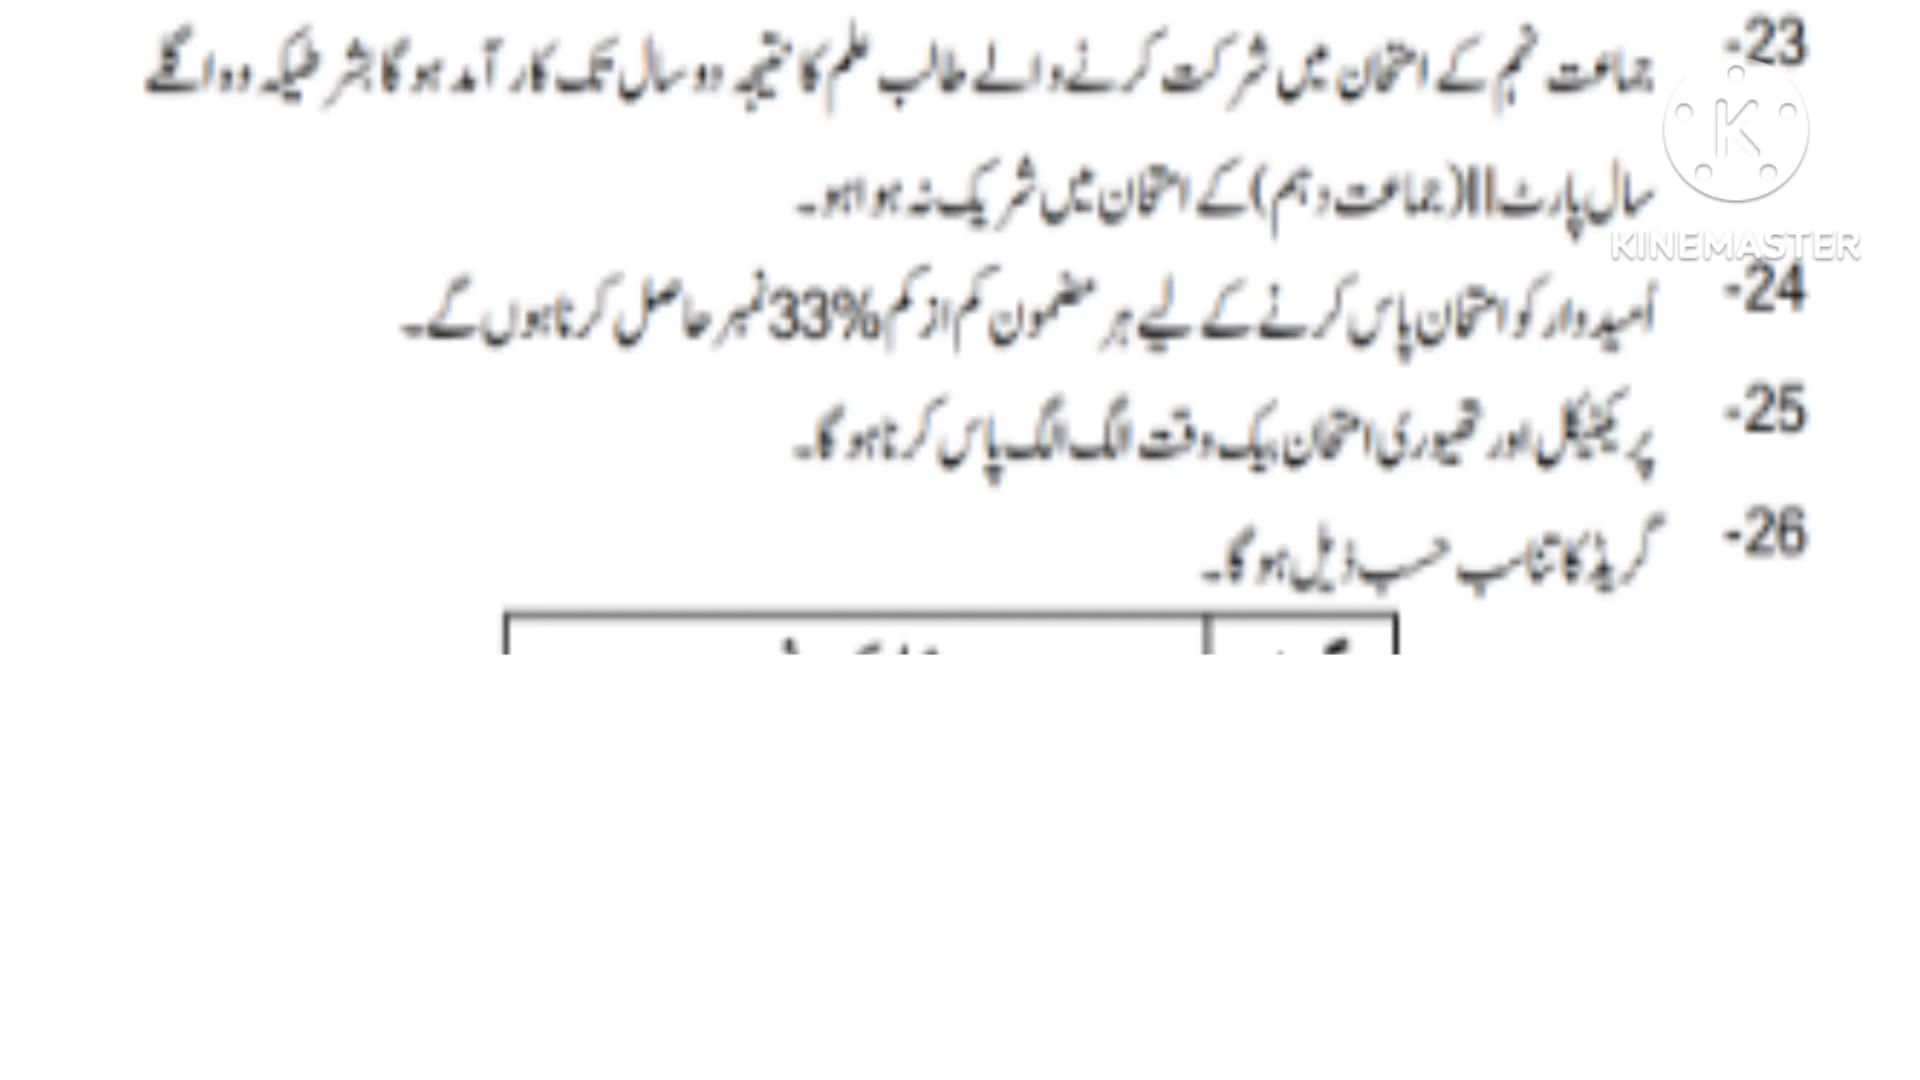 23- جماعت نہم کے امتحان میں شرکت کرنے والے طالب علم کا نتیجہ دو سال تک کار آمد ہو گا بشر طیکہ وہ اگلے
سال پارٹ II(جماعت دہم) کے امتحان میں شریک نہ ہوا ہو۔
24- اُمیدوار کو امتحان پاس کرنے کے لیے ہر مضمون کم از کم %33 نمبر حاصل کرنا ہوں گے۔
25- پریکٹیکل اور تھیوری امتحان بیک وقت الگ الگ پاس کرنا ہو گا۔
26- گریڈ کا تناسب حسب ذیل ہو گا۔
K
KINEMASTER